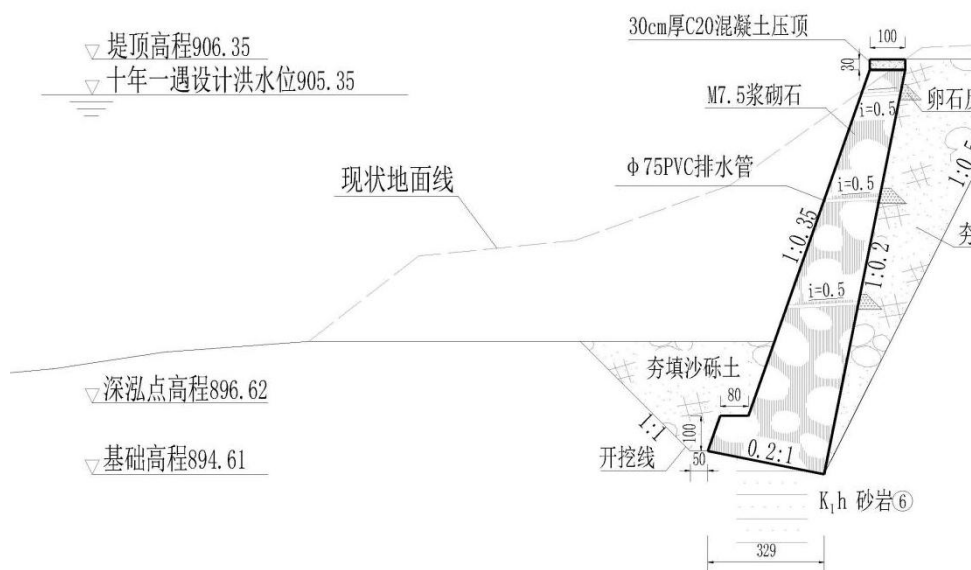 堤顶高程906.35
十年一遇设计洪水位905.35
30cm厚C20混凝土压顶
100
30
M7.5浆砌石
卵石
i=0.5
现状地面线
φ75PVC排水管
i=0.5
1:0.5
夯
1:0.35
1:0.2
i=0.5
夯填沙砾土
深泓点高程896.62
80
100
1:1
基础高程894.61
开挖线
50
0.2:1
K₁h 砂岩⑥
329